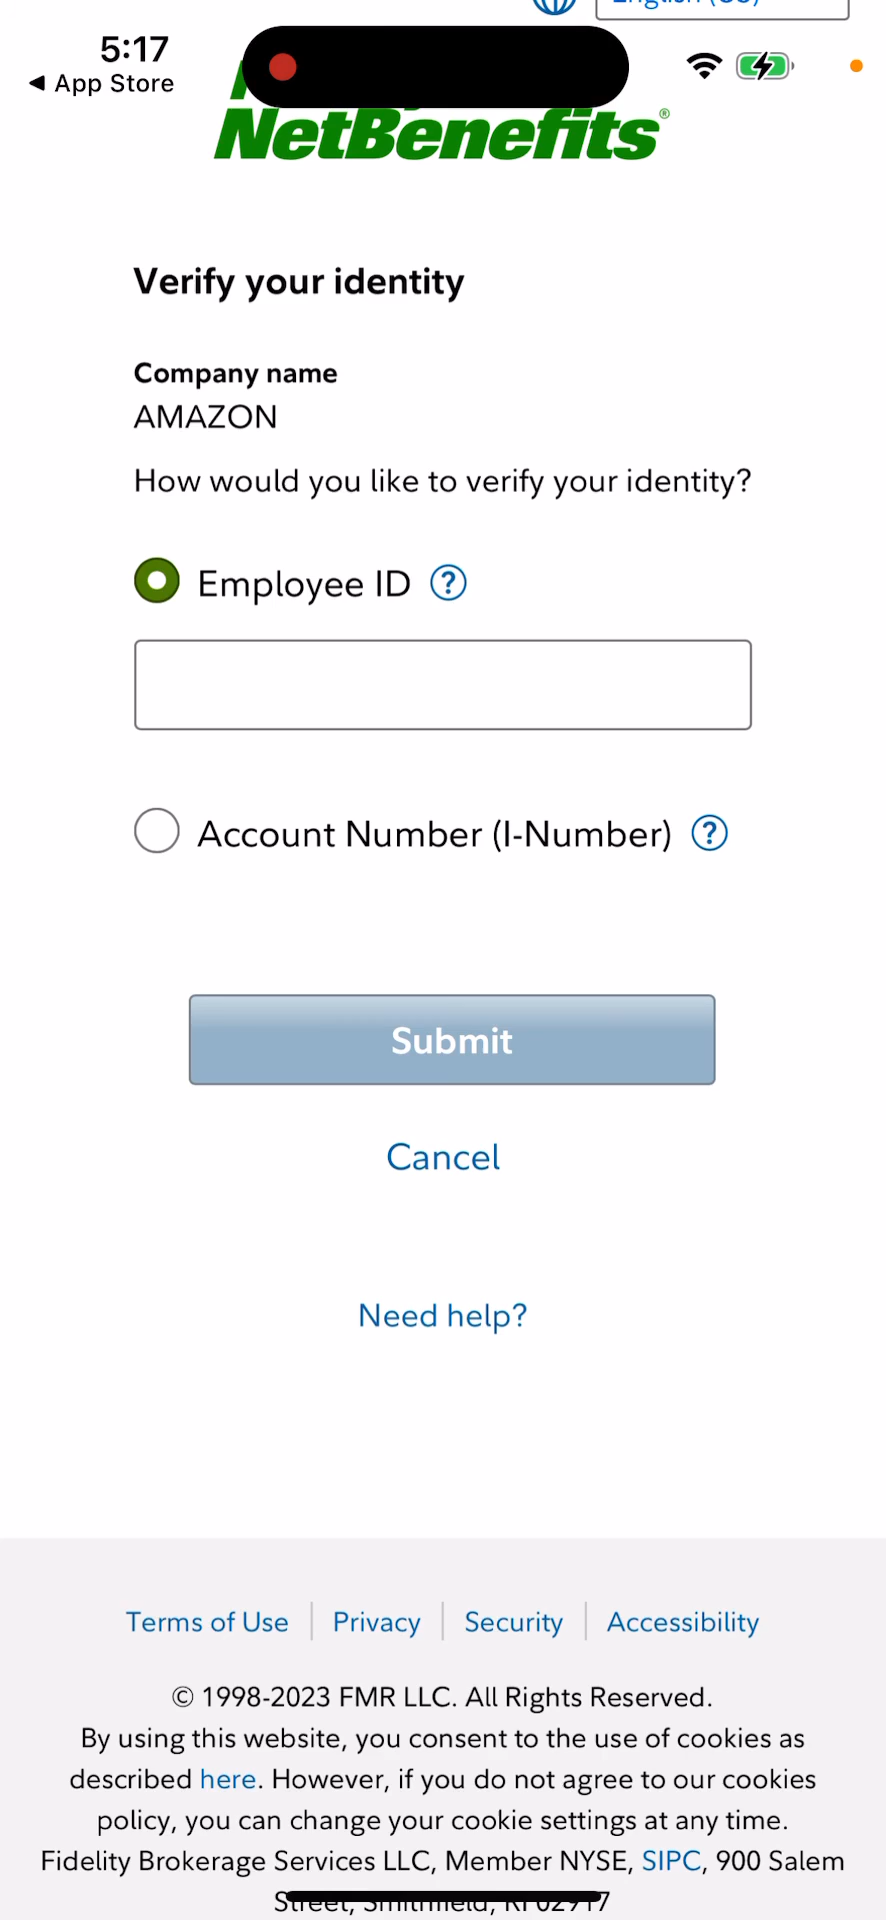 5:17
App Store
NetBenefits®
Verify your identity
Company name
AMAZON
How would you like to verify your identity?
Employee ID ?
Account Number (I-Number) ?
Submit
Cancel
Need help?
Terms of Use | Privacy | Security | Accessibility
© 1998-2023 FMR LLC. All Rights Reserved.
By using this website, you consent to the use of cookies as
described here. However, if you do not agree to our cookies
policy, you can change your cookie settings at any time.
Fidelity Brokerage Services LLC, Member NYSE, SIPC, 900 Salem
Street, Smithfield, RI 02917